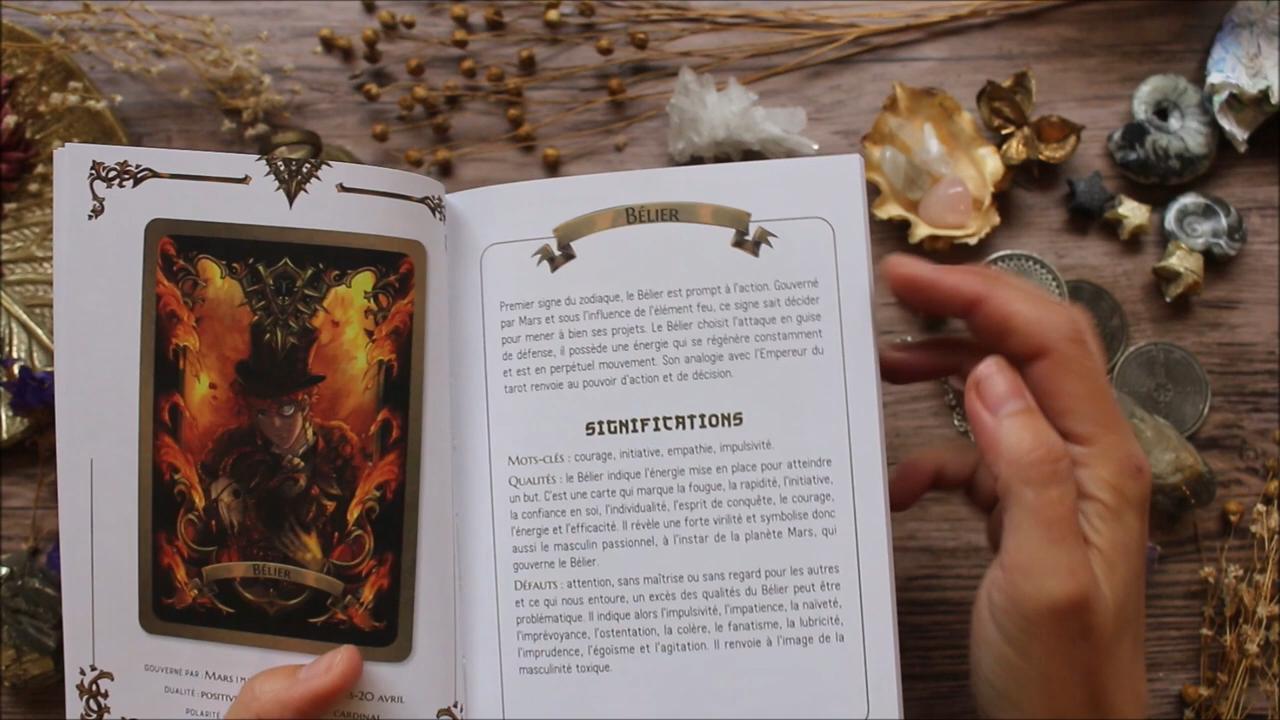 BÉLIER
GOUVERNÉ PAR : MARS
DUALITÉ : POSITIV -20 AVRIL
POLARITÉ CARDINAL
BÉLIER
Premier signe du zodiaque, le Bélier est prompt à l'action. Gouverné
par Mars et sous l'influence de l'élément feu, ce signe sait décider
pour mener à bien ses projets. Le Bélier choisit l'attaque en guise
de défense, il possède une énergie qui se régénère constamment
et est en perpétuel mouvement. Son analogie avec l'Empereur du
tarot renvoie au pouvoir d'action et de décision.
SIGNIFICATIONS
MOTS-CLÉS : courage, initiative, empathie, impulsivité.
QUALITÉS : le Bélier indique l'énergie mise en place pour atteindre
un but. C'est une carte qui marque la fougue, la rapidité, l'initiative,
la confiance en soi, l'individualité, l'esprit de conquête, le courage,
l'énergie et l'efficacité. Il révèle une forte virilité et symbolise donc
aussi le masculin passionnel, à l'instar de la planète Mars, qui
gouverne le Bélier.
DÉFAUTS : attention, sans maîtrise ou sans regard pour les autres
et ce qui nous entoure, un excès des qualités du Bélier peut être
problématique. Il indique alors l'impulsivité, l'impatience, la naïveté,
l'imprévoyance, l'ostentation, la colère, le fanatisme, la lubricité,
l'imprudence, l'égoïsme et l'agitation. Il renvoie à l'image de la
masculinité toxique.